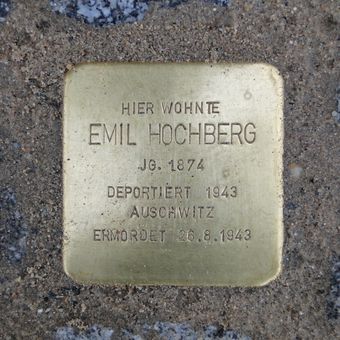 HIER WOHNTE
EMIL HOCHBERG
JG. 1874
DEPORTIERT 1943
AUSCHWITZ
ERMORDET 26.8.1943